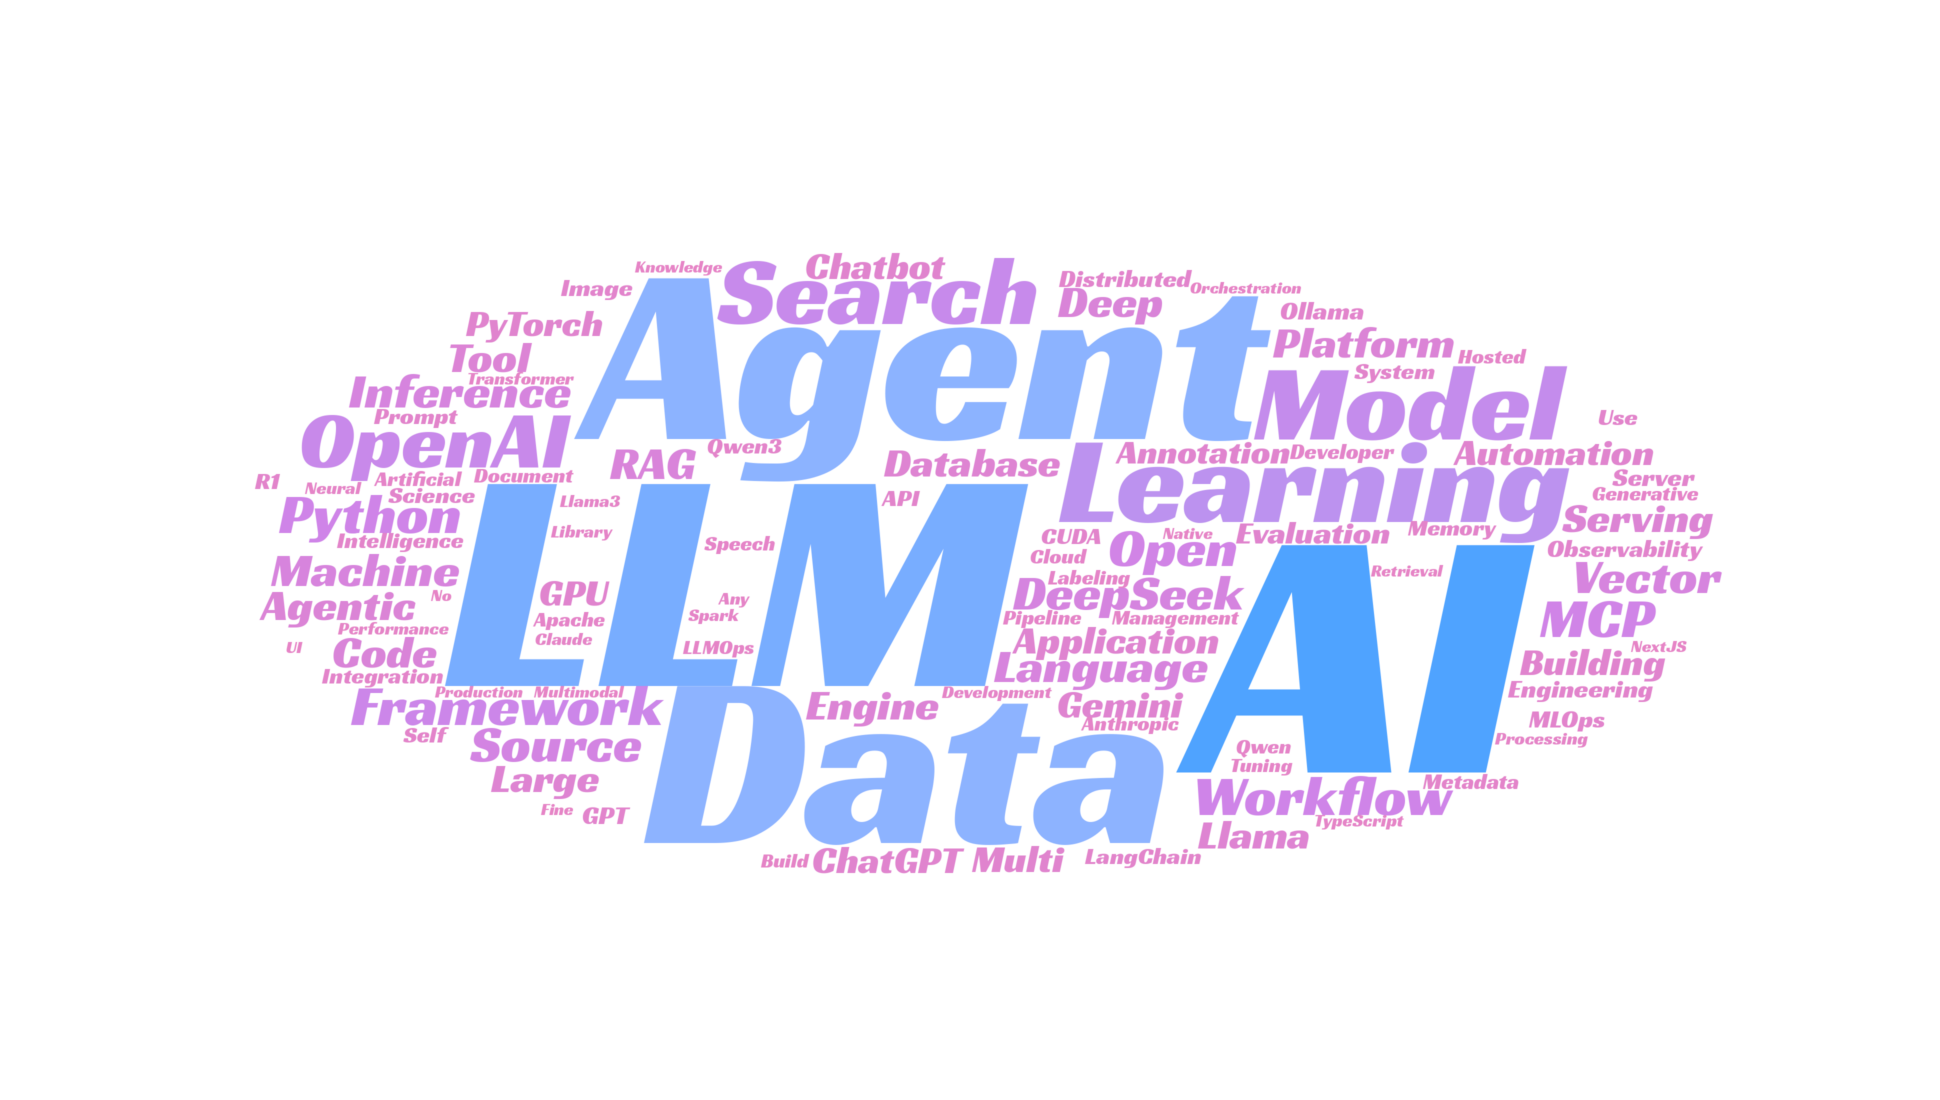 Knowledge
Search
Chatbot
Distributed
Orchestration
Image
Deep
Ollama
PyTorch
Agent
Platform
Hosted
Tool
Transformer
System
Inference
Model
Prompt
Use
OpenAI
Qwen3
RAG
Database
Annotation
Developer
Automation
R1
Neural
Artificial
Document
Learning
Server
Science
Llama3
API
Generative
Python
Library
Speech
CUDA
Native
Evaluation
Memory
Serving
Intelligence
LLM
Cloud
Open
Observability
Machine
Labeling
Retrieval
Vector
No
GPU
Any
DeepSeek
AI
Agentic
Apache
Spark
Pipeline
Management
MCP
Performance
Claude
Application
UI
Code
LLMOps
NextJS
Integration
Language
Building
Production
Multimodal
Development
Engineering
Framework
Engine
Gemini
Anthropic
MLOps
Self
Source
Data
Qwen
Processing
Tuning
Large
Metadata
Workflow
Fine
GPT
TypeScript
Llama
Build
ChatGPT
Multi
LangChain